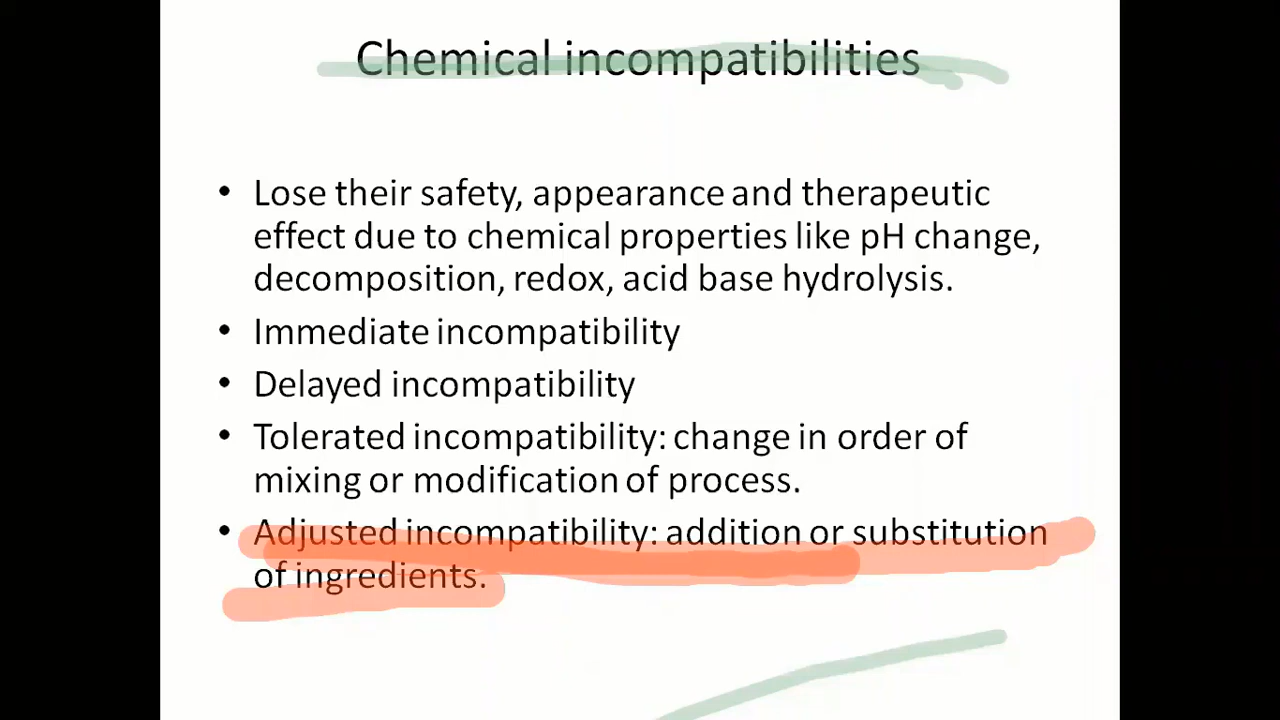 Chemical incompatibilities
• Lose their safety, appearance and therapeutic
effect due to chemical properties like pH change,
decomposition, redox, acid base hydrolysis.
• Immediate incompatibility
• Delayed incompatibility
• Tolerated incompatibility: change in order of
mixing or modification of process.
• Adjusted incompatibility: addition or substitution
of ingredients.